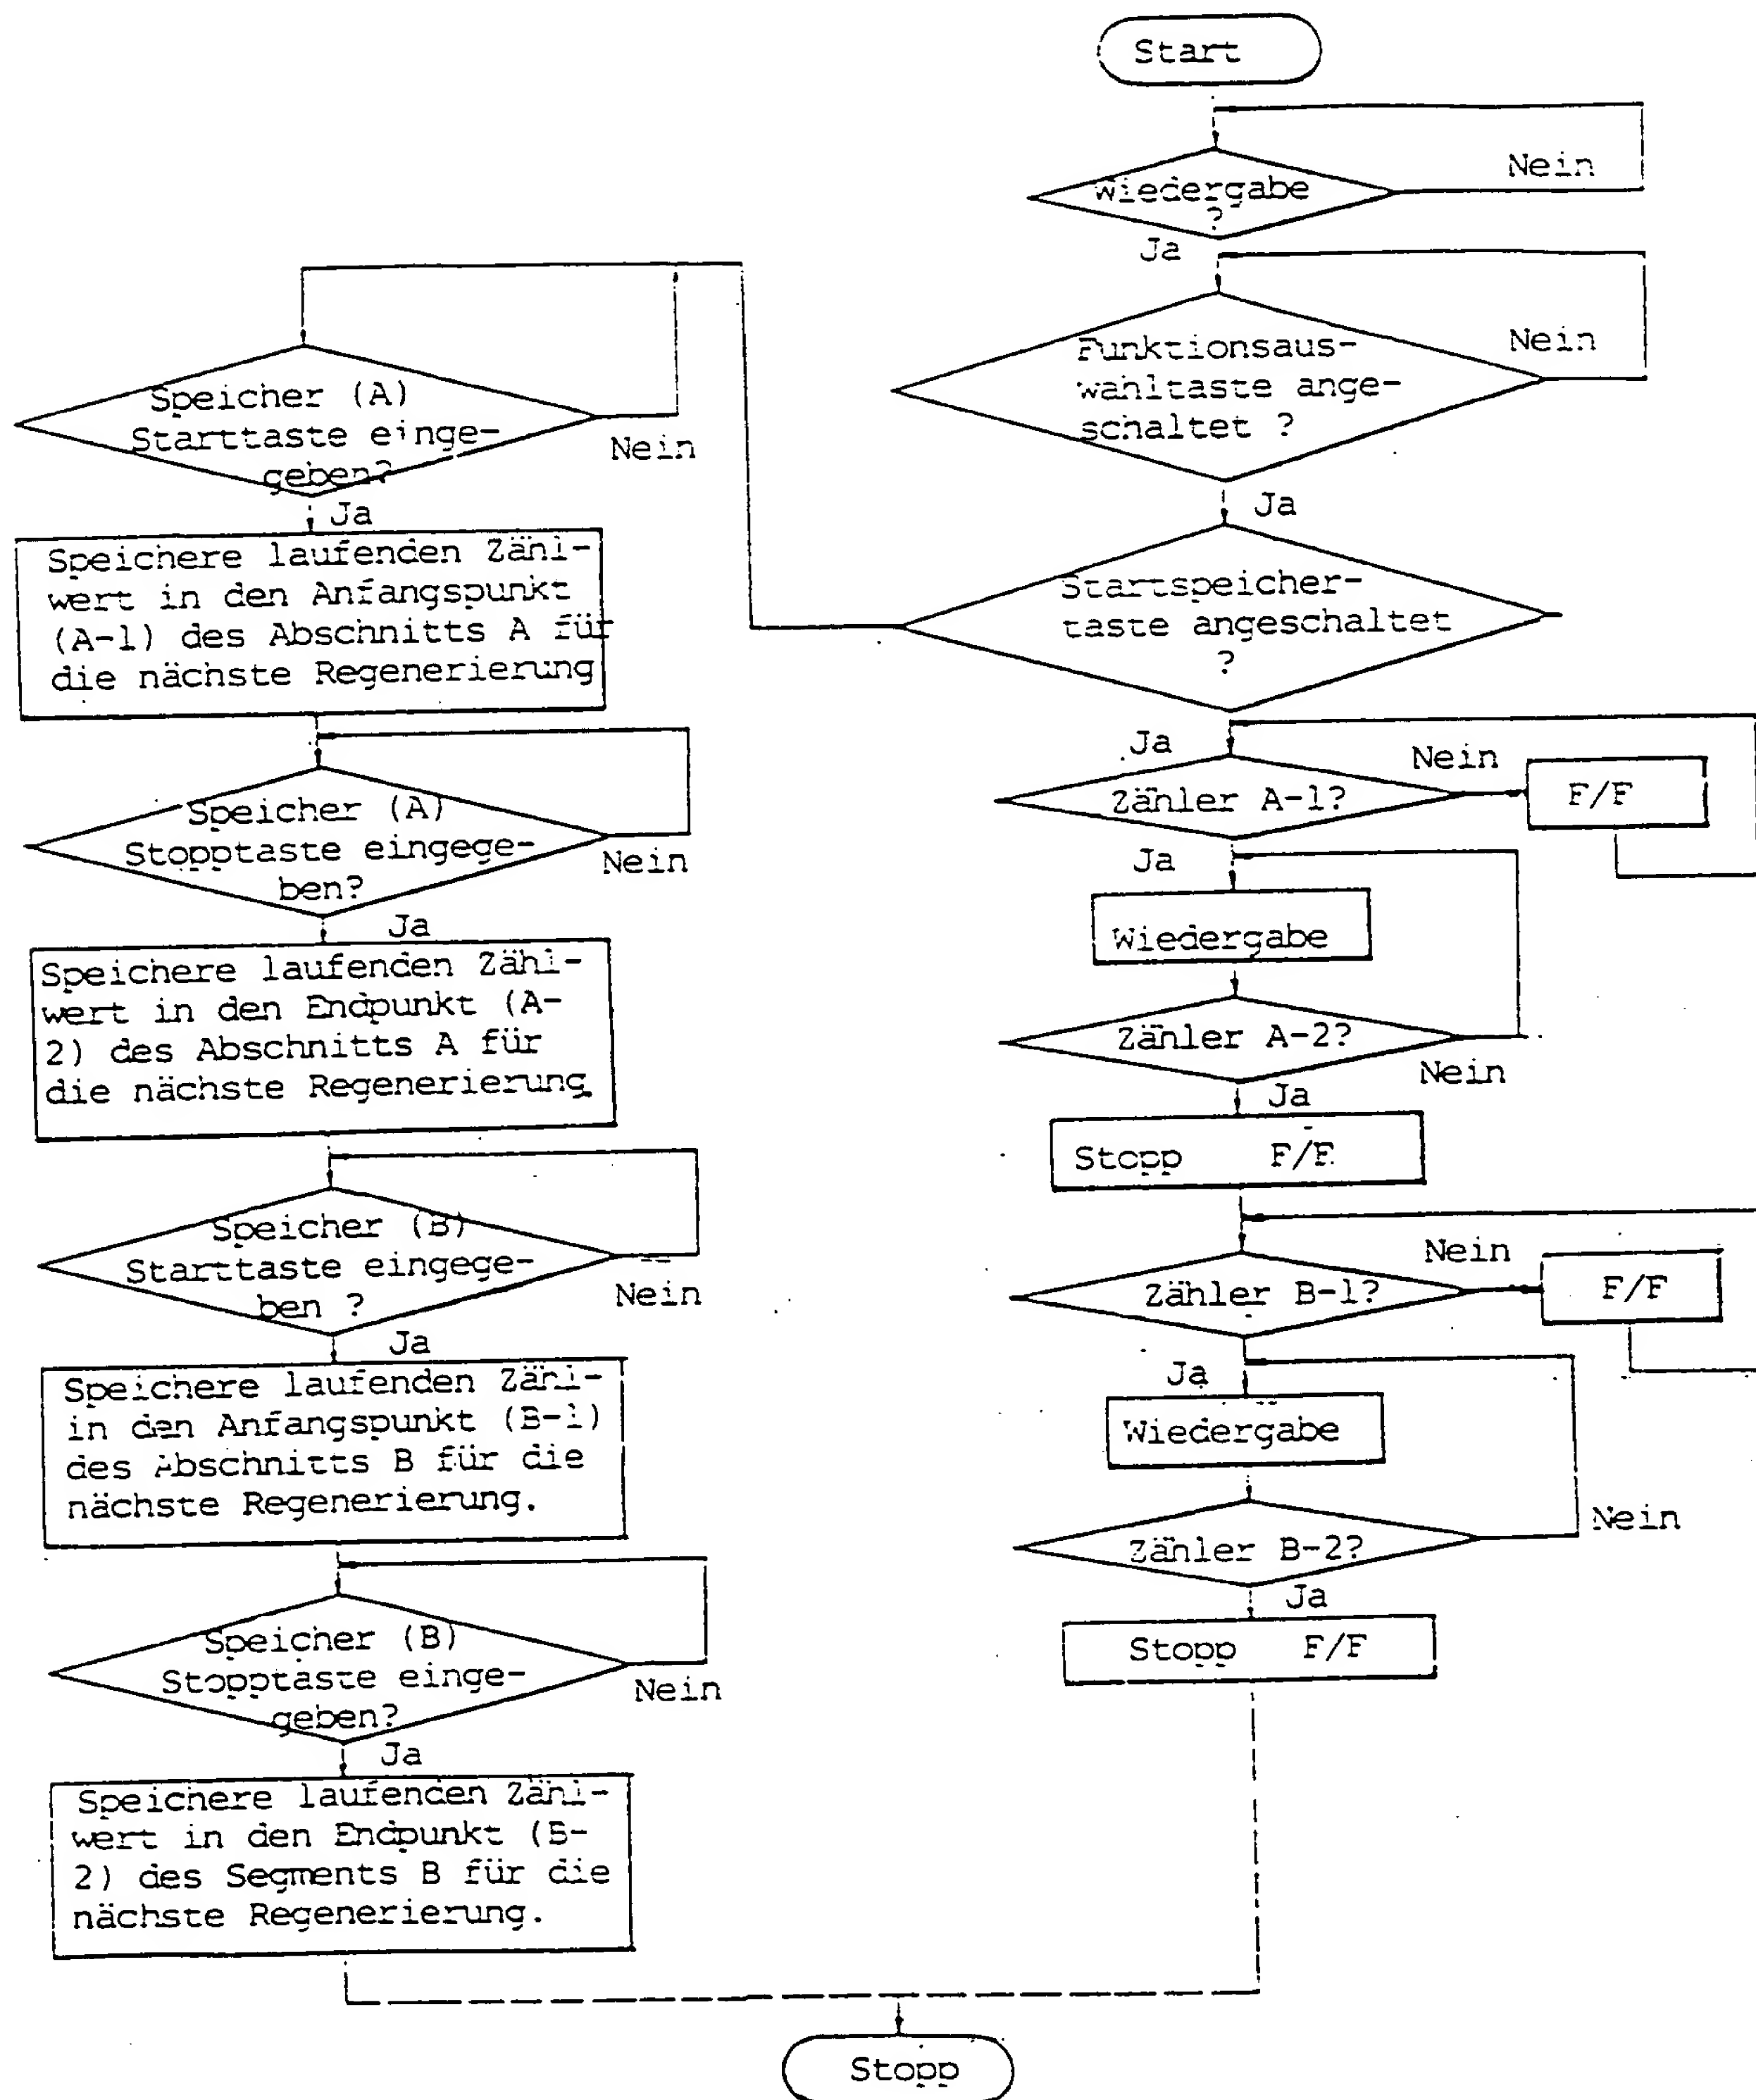 Start
Wiedergabe
?
Nein
Ja
Funktionsaus-
wahltaste ange-
schaltet ?
Nein
Ja
Startspeicher-
taste angeschaltet
?
Ja
Zähler A-1?
Nein
F/F
Ja
Wiedergabe
Zähler A-2?
Nein
Ja
Stopp F/F
Zähler B-1?
Nein
F/F
Ja
Wiedergabe
Zähler B-2?
Nein
Ja
Stopp F/F
Speicher (A)
Starttaste einge-
geben?
Nein
Ja
Speichere laufenden Zähl-
wert in den Anfangspunkt
(A-1) des Abschnitts A für
die nächste Regenerierung
Speicher (A)
Stopptaste eingege-
ben?
Nein
Ja
Speichere laufenden Zähl-
wert in den Endpunkt (A-
2) des Abschnitts A für
die nächste Regenerierung.
Speicher (B)
Starttaste eingege-
ben ?
Nein
Ja
Speichere laufenden Zähl-
in den Anfangspunkt (B-1)
des Abschnitts B für die
nächste Regenerierung.
Speicher (B)
Stopptaste einge-
geben?
Nein
Ja
Speichere laufenden Zähl-
wert in den Endpunkt (B-
2) des Segments B für die
nächste Regenerierung.
Stopp